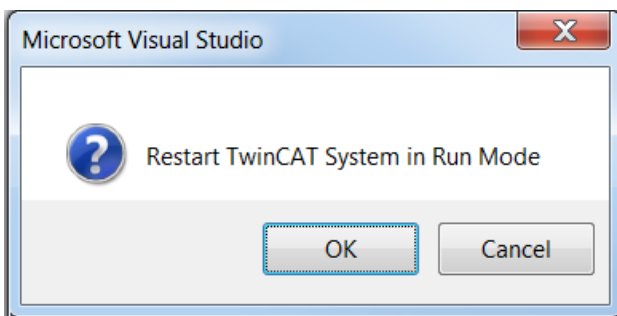 Microsoft Visual Studio
Restart TwinCAT System in Run Mode
OK
Cancel